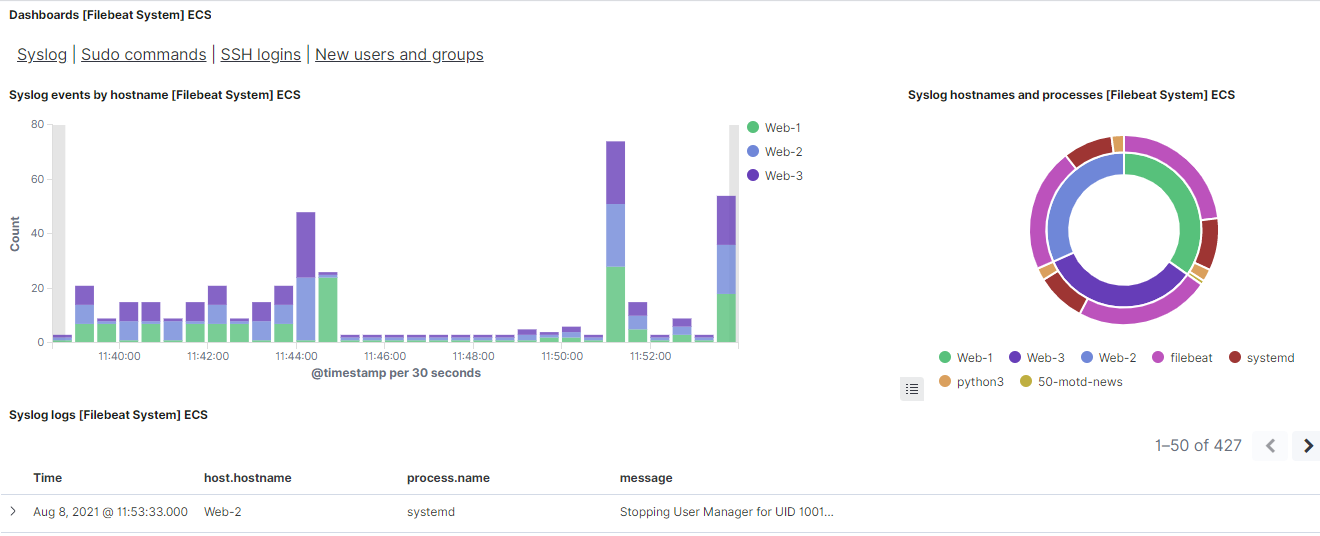 Dashboards [Filebeat System] ECS
Syslog | Sudo commands | SSH logins | New users and groups
Syslog events by hostname [Filebeat System] ECS
80
60
40
20
0
Count
11:40:00 11:42:00 11:44:00 11:46:00 11:48:00 11:50:00 11:52:00
@timestamp per 30 seconds
Web-1
Web-2
Web-3
Syslog hostnames and processes [Filebeat System] ECS
Web-1 Web-3 Web-2 filebeat systemd
python3 50-motd-news
Syslog logs [Filebeat System] ECS
1–50 of 427
Time host.hostname process.name message
Aug 8, 2021 @ 11:53:33.000 Web-2 systemd Stopping User Manager for UID 1001...